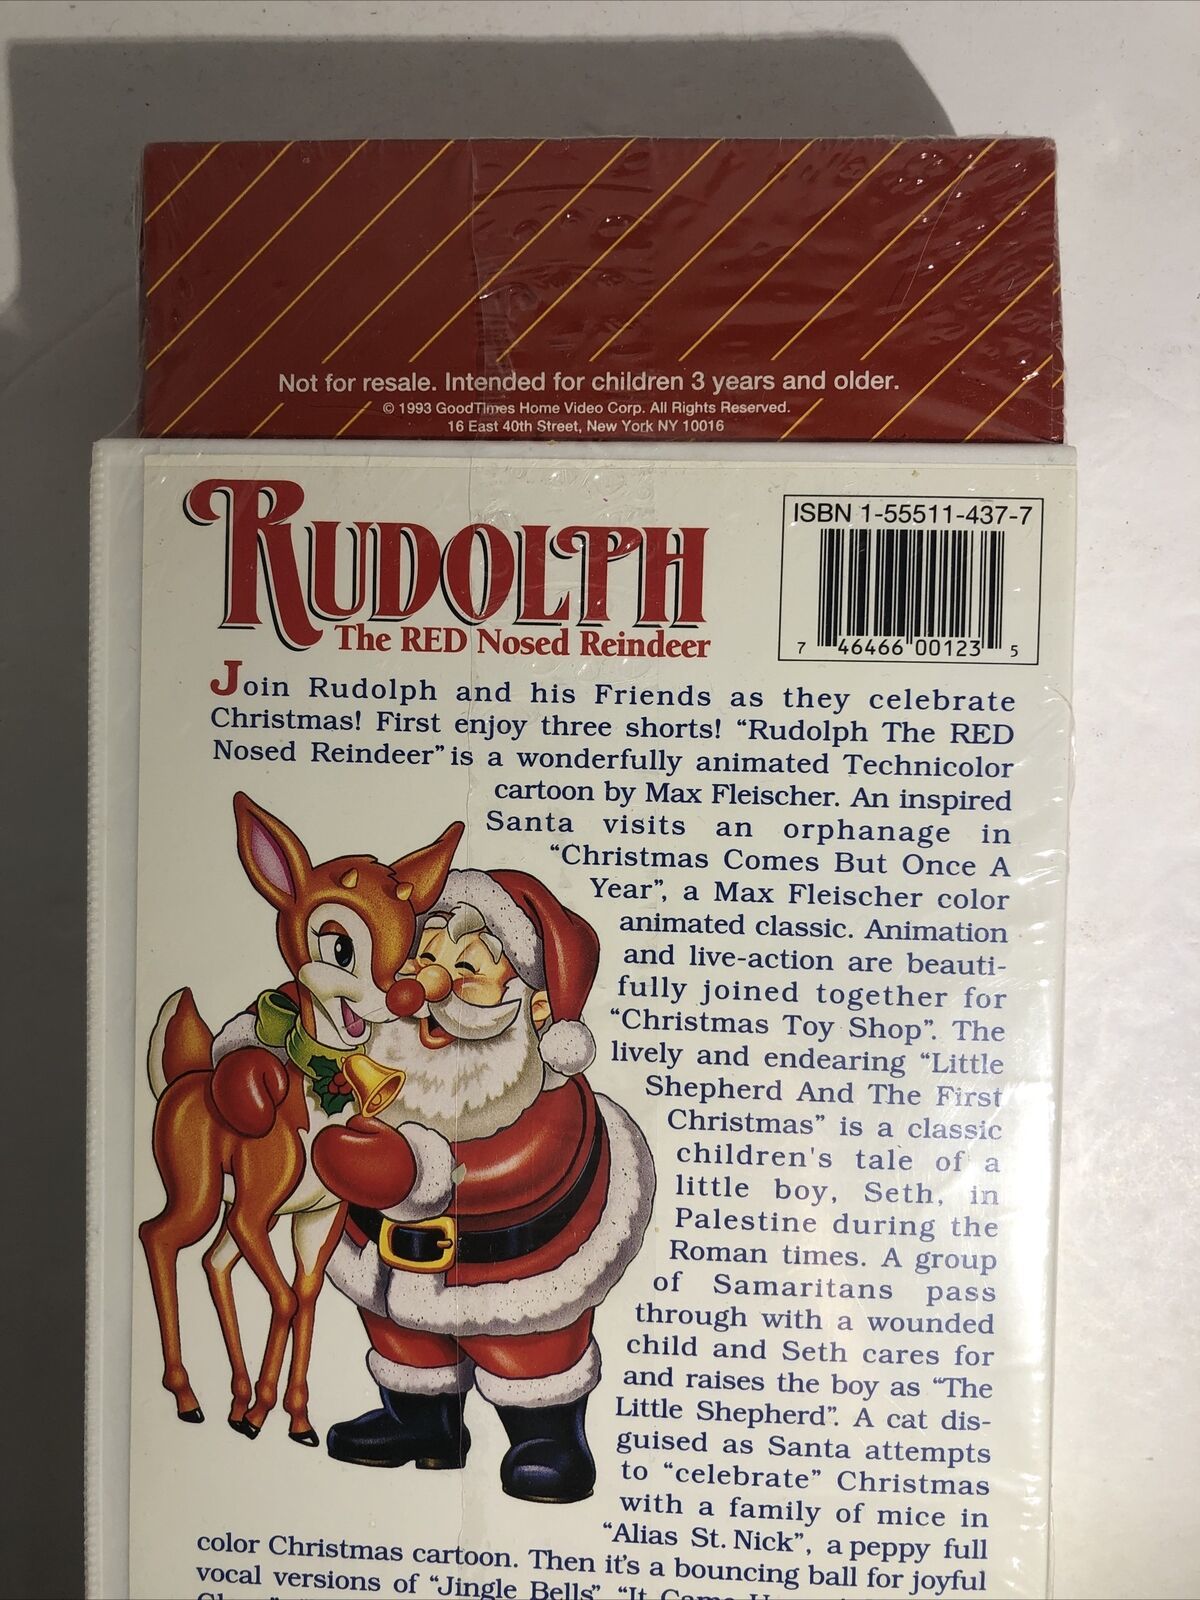 Not for resale. Intended for children 3 years and older.
© 1993 GoodTimes Home Video Corp. All Rights Reserved.
16 East 40th Street, New York NY 10016
RUDOLPH
The RED Nosed Reindeer
ISBN 1-55511-437-7
7 46466 00123 5
Join Rudolph and his Friends as they celebrate
Christmas! First enjoy three shorts! “Rudolph The RED
Nosed Reindeer” is a wonderfully animated Technicolor
cartoon by Max Fleischer. An inspired
Santa visits an orphanage in
“Christmas Comes But Once A
Year”, a Max Fleischer color
animated classic. Animation
and live-action are beauti-
fully joined together for
“Christmas Toy Shop”. The
lively and endearing “Little
Shepherd And The First
Christmas” is a classic
children's tale of a
little boy, Seth, in
Palestine during the
Roman times. A group
of Samaritans pass
through with a wounded
child and Seth cares for
and raises the boy as “The
Little Shepherd”. A cat dis-
guised as Santa attempts
to “celebrate” Christmas
with a family of mice in
“Alias St. Nick”, a peppy full
color Christmas cartoon. Then it's a bouncing ball for joyful
vocal versions of “Jingle Bells” “It Came